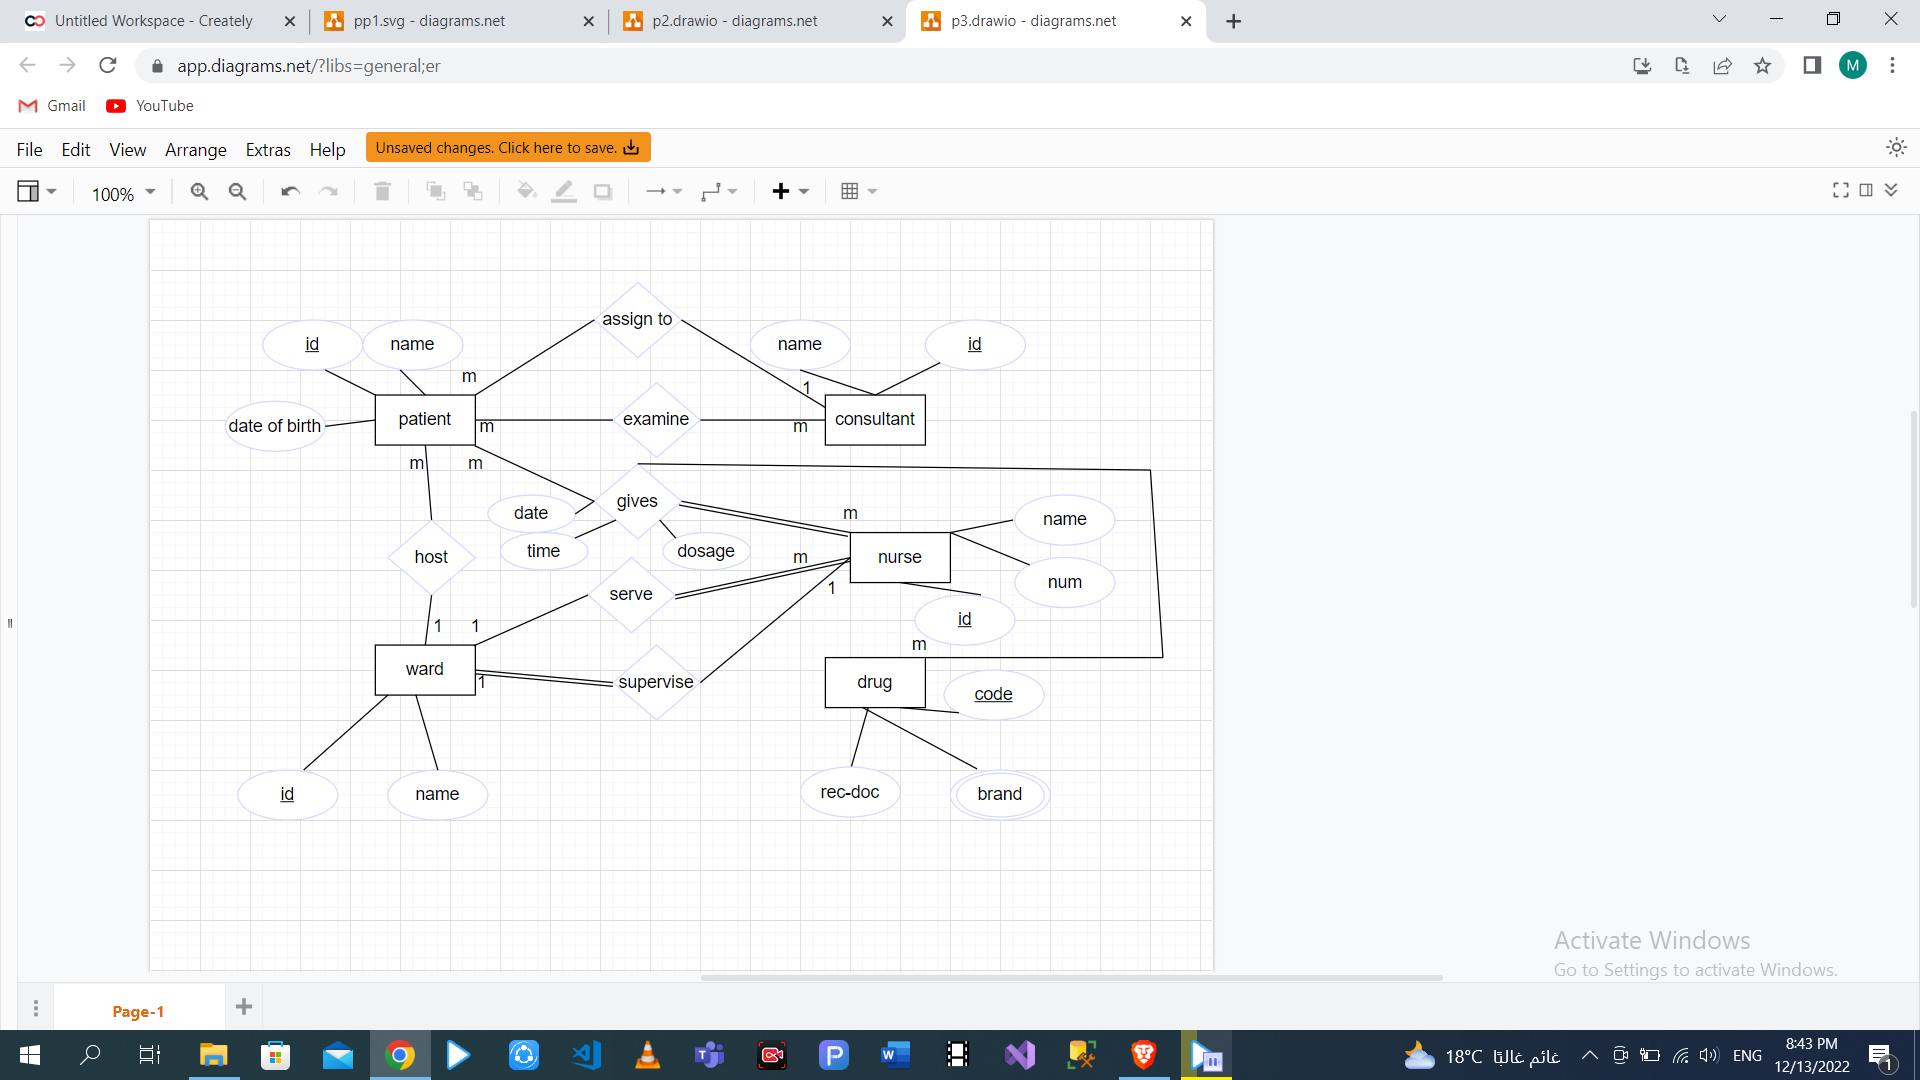 Untitled Workspace - Creately
pp1.svg - diagrams.net
p2.drawio - diagrams.net
p3.drawio - diagrams.net
app.diagrams.net/?libs=general;er
M
Gmail
YouTube
File
Edit
View
Arrange
Extras
Help
Unsaved changes. Click here to save.
100%
assign to
id
name
name
id
m
1
date of birth
patient
m
examine
m
consultant
m
m
gives
date
m
name
time
dosage
host
m
nurse
num
serve
1
id
1
1
m
ward
1
supervise
drug
code
id
name
rec-doc
brand
Activate Windows
Go to Settings to activate Windows.
Page-1
18°C
غائم غالبًا
ENG
8:43 PM
12/13/2022
1